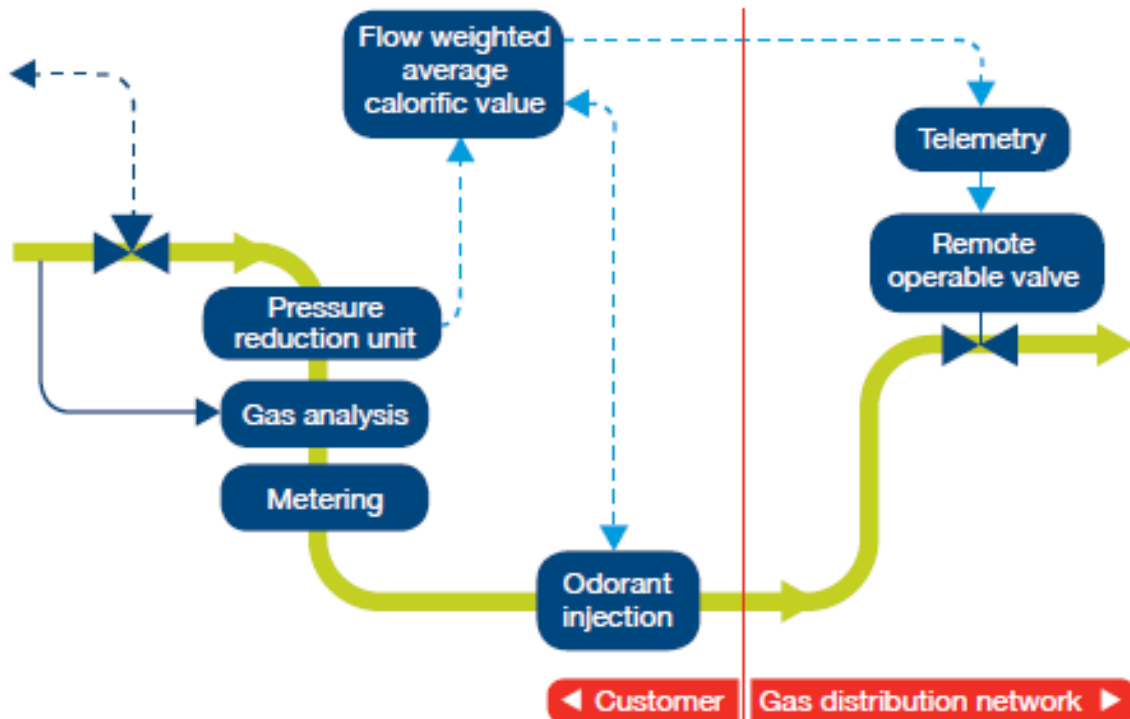 Flow weighted
average
calorific value
Telemetry
Remote
operable valve
Pressure
reduction unit
Gas analysis
Metering
Odorant
injection
◄ Customer
Gas distribution network ►